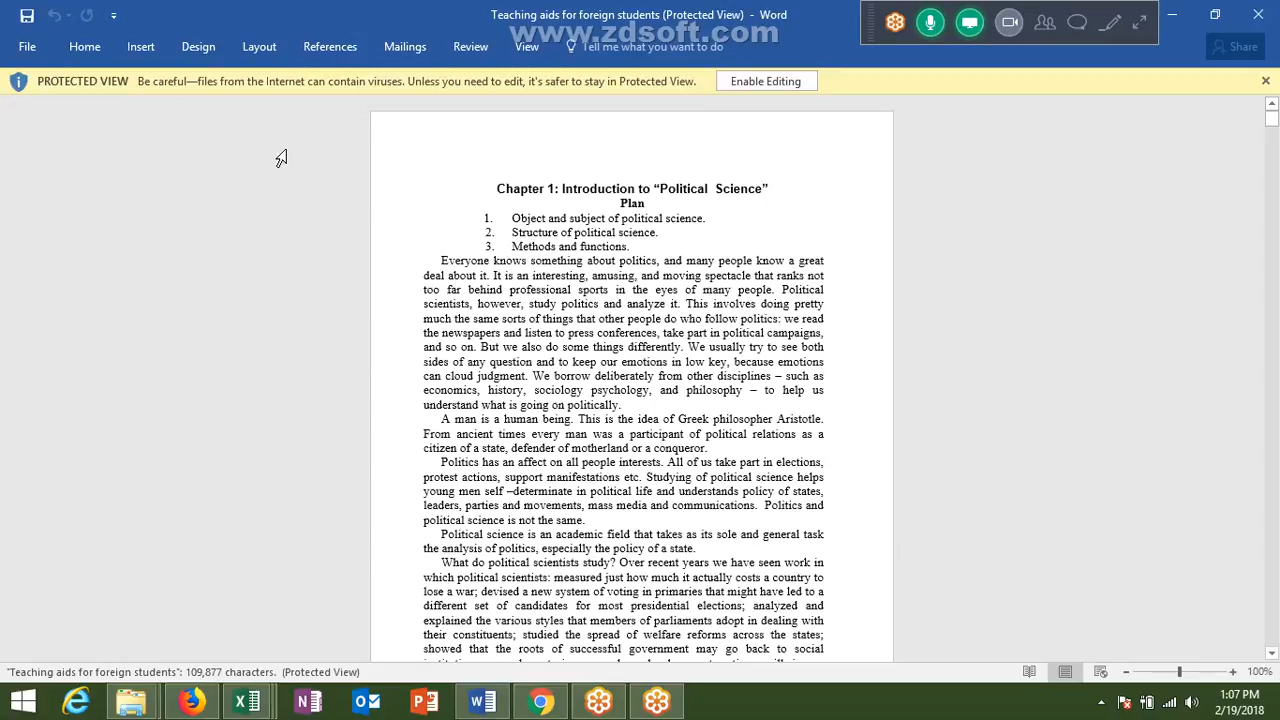 Teaching aids for foreign students (Protected View) - Word
www.zdsoft.com
File Home Insert Design Layout References Mailings Review View Tell me what you want to do Share
PROTECTED VIEW Be careful—files from the Internet can contain viruses. Unless you need to edit, it's safer to stay in Protected View. Enable Editing
Chapter 1: Introduction to “Political Science”
Plan
1. Object and subject of political science.
2. Structure of political science.
3. Methods and functions.
Everyone knows something about politics, and many people know a great
deal about it. It is an interesting, amusing, and moving spectacle that ranks not
too far behind professional sports in the eyes of many people. Political
scientists, however, study politics and analyze it. This involves doing pretty
much the same sorts of things that other people do who follow politics: we read
the newspapers and listen to press conferences, take part in political campaigns,
and so on. But we also do some things differently. We usually try to see both
sides of any question and to keep our emotions in low key, because emotions
can cloud judgment. We borrow deliberately from other disciplines – such as
economics, history, sociology psychology, and philosophy – to help us
understand what is going on politically.
A man is a human being. This is the idea of Greek philosopher Aristotle.
From ancient times every man was a participant of political relations as a
citizen of a state, defender of motherland or a conqueror.
Politics has an affect on all people interests. All of us take part in elections,
protest actions, support manifestations etc. Studying of political science helps
young men self –determinate in political life and understands policy of states,
leaders, parties and movements, mass media and communications. Politics and
political science is not the same.
Political science is an academic field that takes as its sole and general task
the analysis of politics, especially the policy of a state.
What do political scientists study? Over recent years we have seen work in
which political scientists: measured just how much it actually costs a country to
lose a war; devised a new system of voting in primaries that might have led to a
different set of candidates for most presidential elections; analyzed and
explained the various styles that members of parliaments adopt in dealing with
their constituents; studied the spread of welfare reforms across the states;
showed that the roots of successful government may go back to social
"Teaching aids for foreign students": 109,877 characters. (Protected View) 100%
1:07 PM
2/19/2018